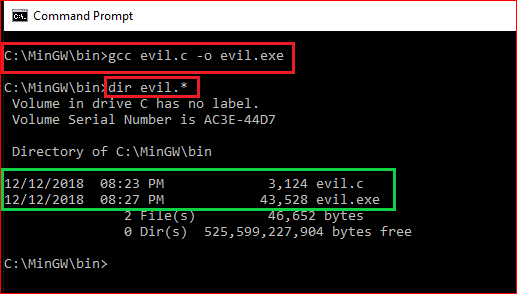 Command Prompt
C:\MinGW\bin>gcc evil.c -o evil.exe
C:\MinGW\bin>dir evil.*
Volume in drive C has no label.
Volume Serial Number is AC3E-44D7
Directory of C:\MinGW\bin
12/12/2018  08:23 PM             3,124 evil.c
12/12/2018  08:27 PM            43,528 evil.exe
2 File(s)         46,652 bytes
0 Dir(s)  525,599,227,904 bytes free
C:\MinGW\bin>